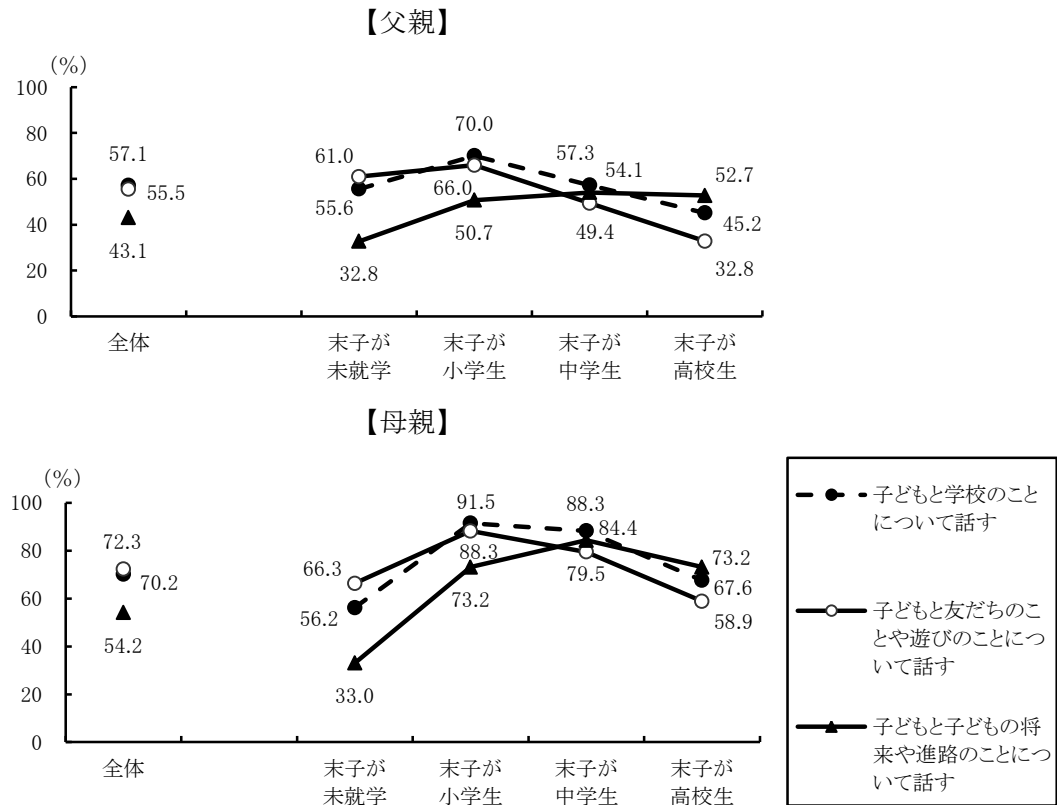 【父親】
(%)
100
80
60
40
20
0
57.1
55.5
43.1
61.0
55.6
32.8
70.0
66.0
50.7
57.3
54.1
49.4
52.7
45.2
32.8
全体
末子が
未就学
末子が
小学生
末子が
中学生
末子が
高校生
【母親】
(%)
100
80
60
40
20
0
72.3
70.2
54.2
66.3
56.2
33.0
91.5
88.3
73.2
88.3
84.4
79.5
73.2
67.6
58.9
全体
末子が
未就学
末子が
小学生
末子が
中学生
末子が
高校生
子どもと学校のこと
について話す
子どもと友だちのこ
とや遊びのことにつ
いて話す
子どもと子どもの将
来や進路のことにつ
いて話す